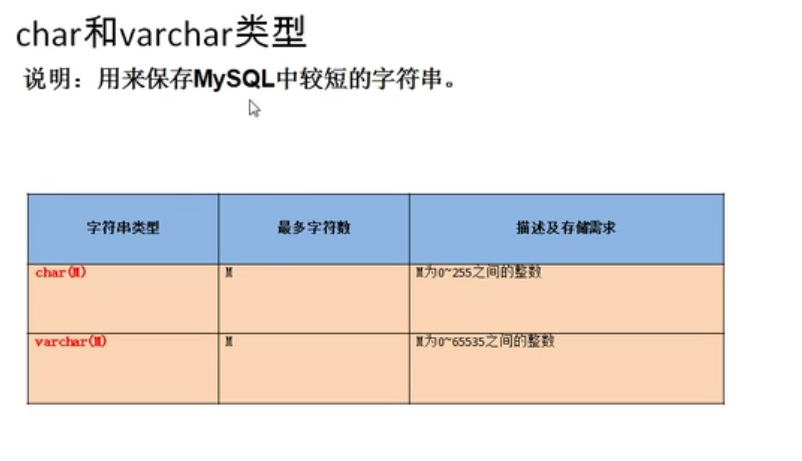 char和varchar类型
说明：用来保存MySQL中较短的字符串。
字符串类型 最多字符数 描述及存储需求
char(M) M M为0~255之间的整数
varchar(M) M M为0~65535之间的整数